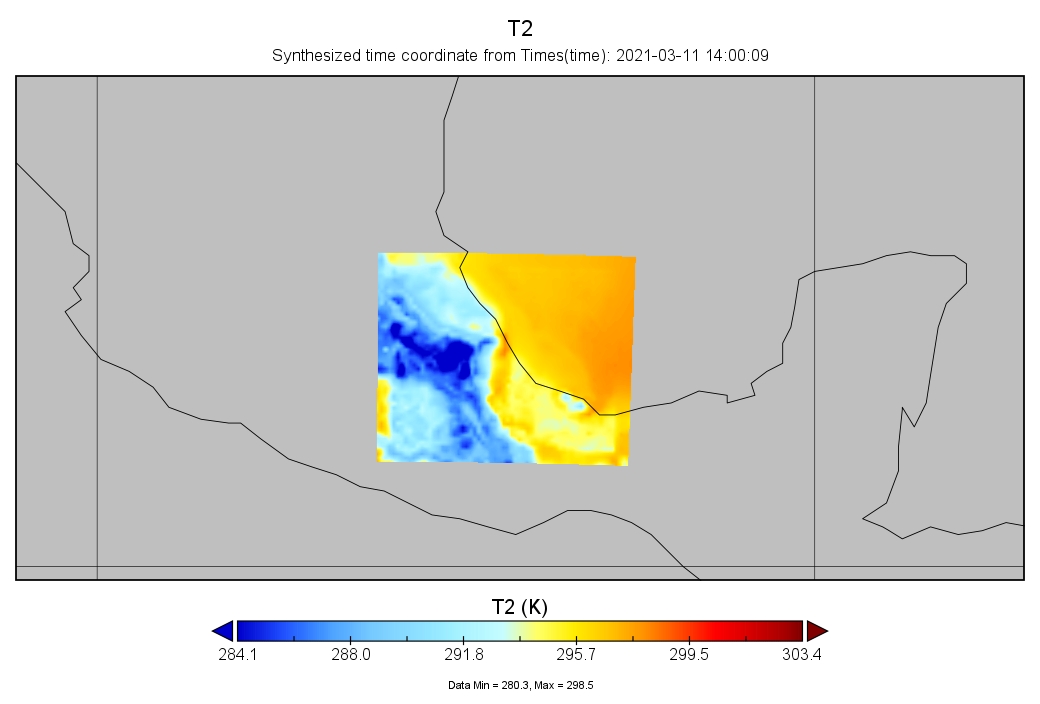 T2
Synthesized time coordinate from Times(time): 2021-03-11 14:00:09
T2 (K)
284.1 288.0 291.8 295.7 299.5 303.4
Data Min = 280.3, Max = 298.5